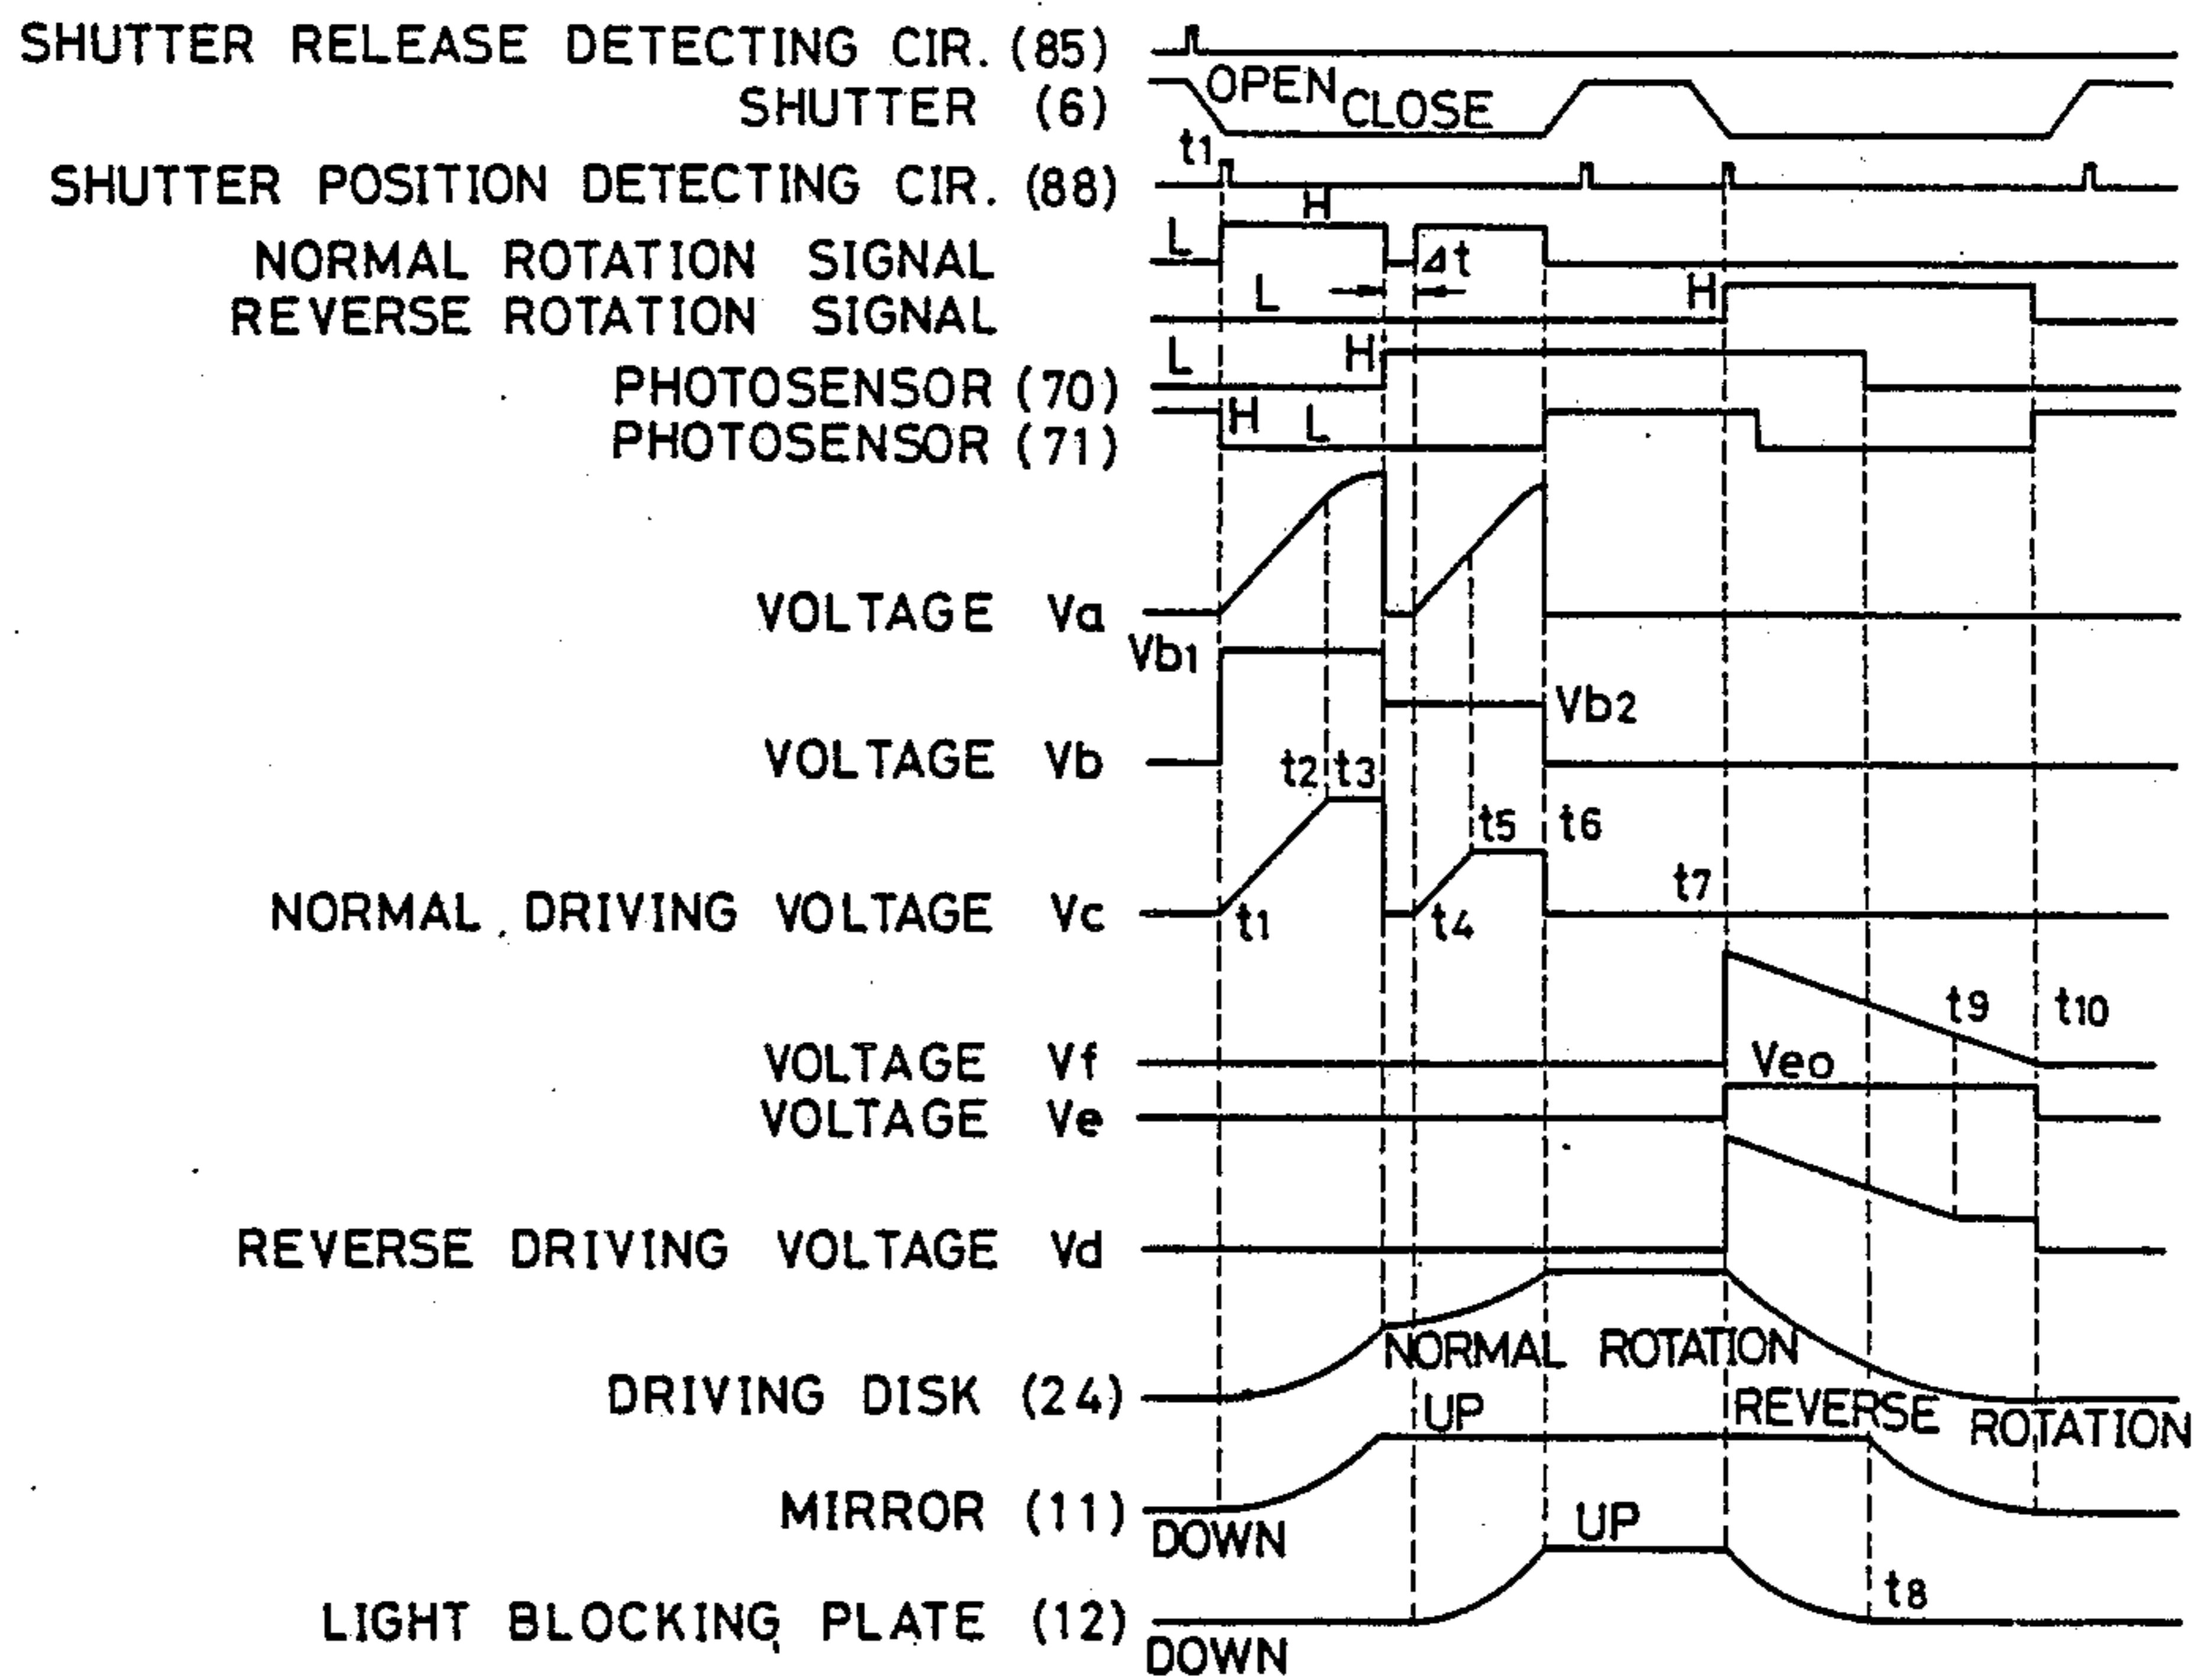 SHUTTER RELEASE DETECTING CIR. (85)
SHUTTER (6)
OPEN
CLOSE
SHUTTER POSITION DETECTING CIR. (88)
t1
NORMAL ROTATION SIGNAL
L
H
Δt
REVERSE ROTATION SIGNAL
L
H
PHOTOSENSOR (70)
L
H
PHOTOSENSOR (71)
H
L
VOLTAGE Va
VOLTAGE Vb
Vb1
Vb2
t2
t3
t5
t6
NORMAL DRIVING VOLTAGE Vc
t1
t4
t7
VOLTAGE Vf
t9
t10
VOLTAGE Ve
Veo
REVERSE DRIVING VOLTAGE Vd
DRIVING DISK (24)
NORMAL ROTATION
REVERSE ROTATION
MIRROR (11)
DOWN
UP
LIGHT BLOCKING PLATE (12)
DOWN
UP
t8